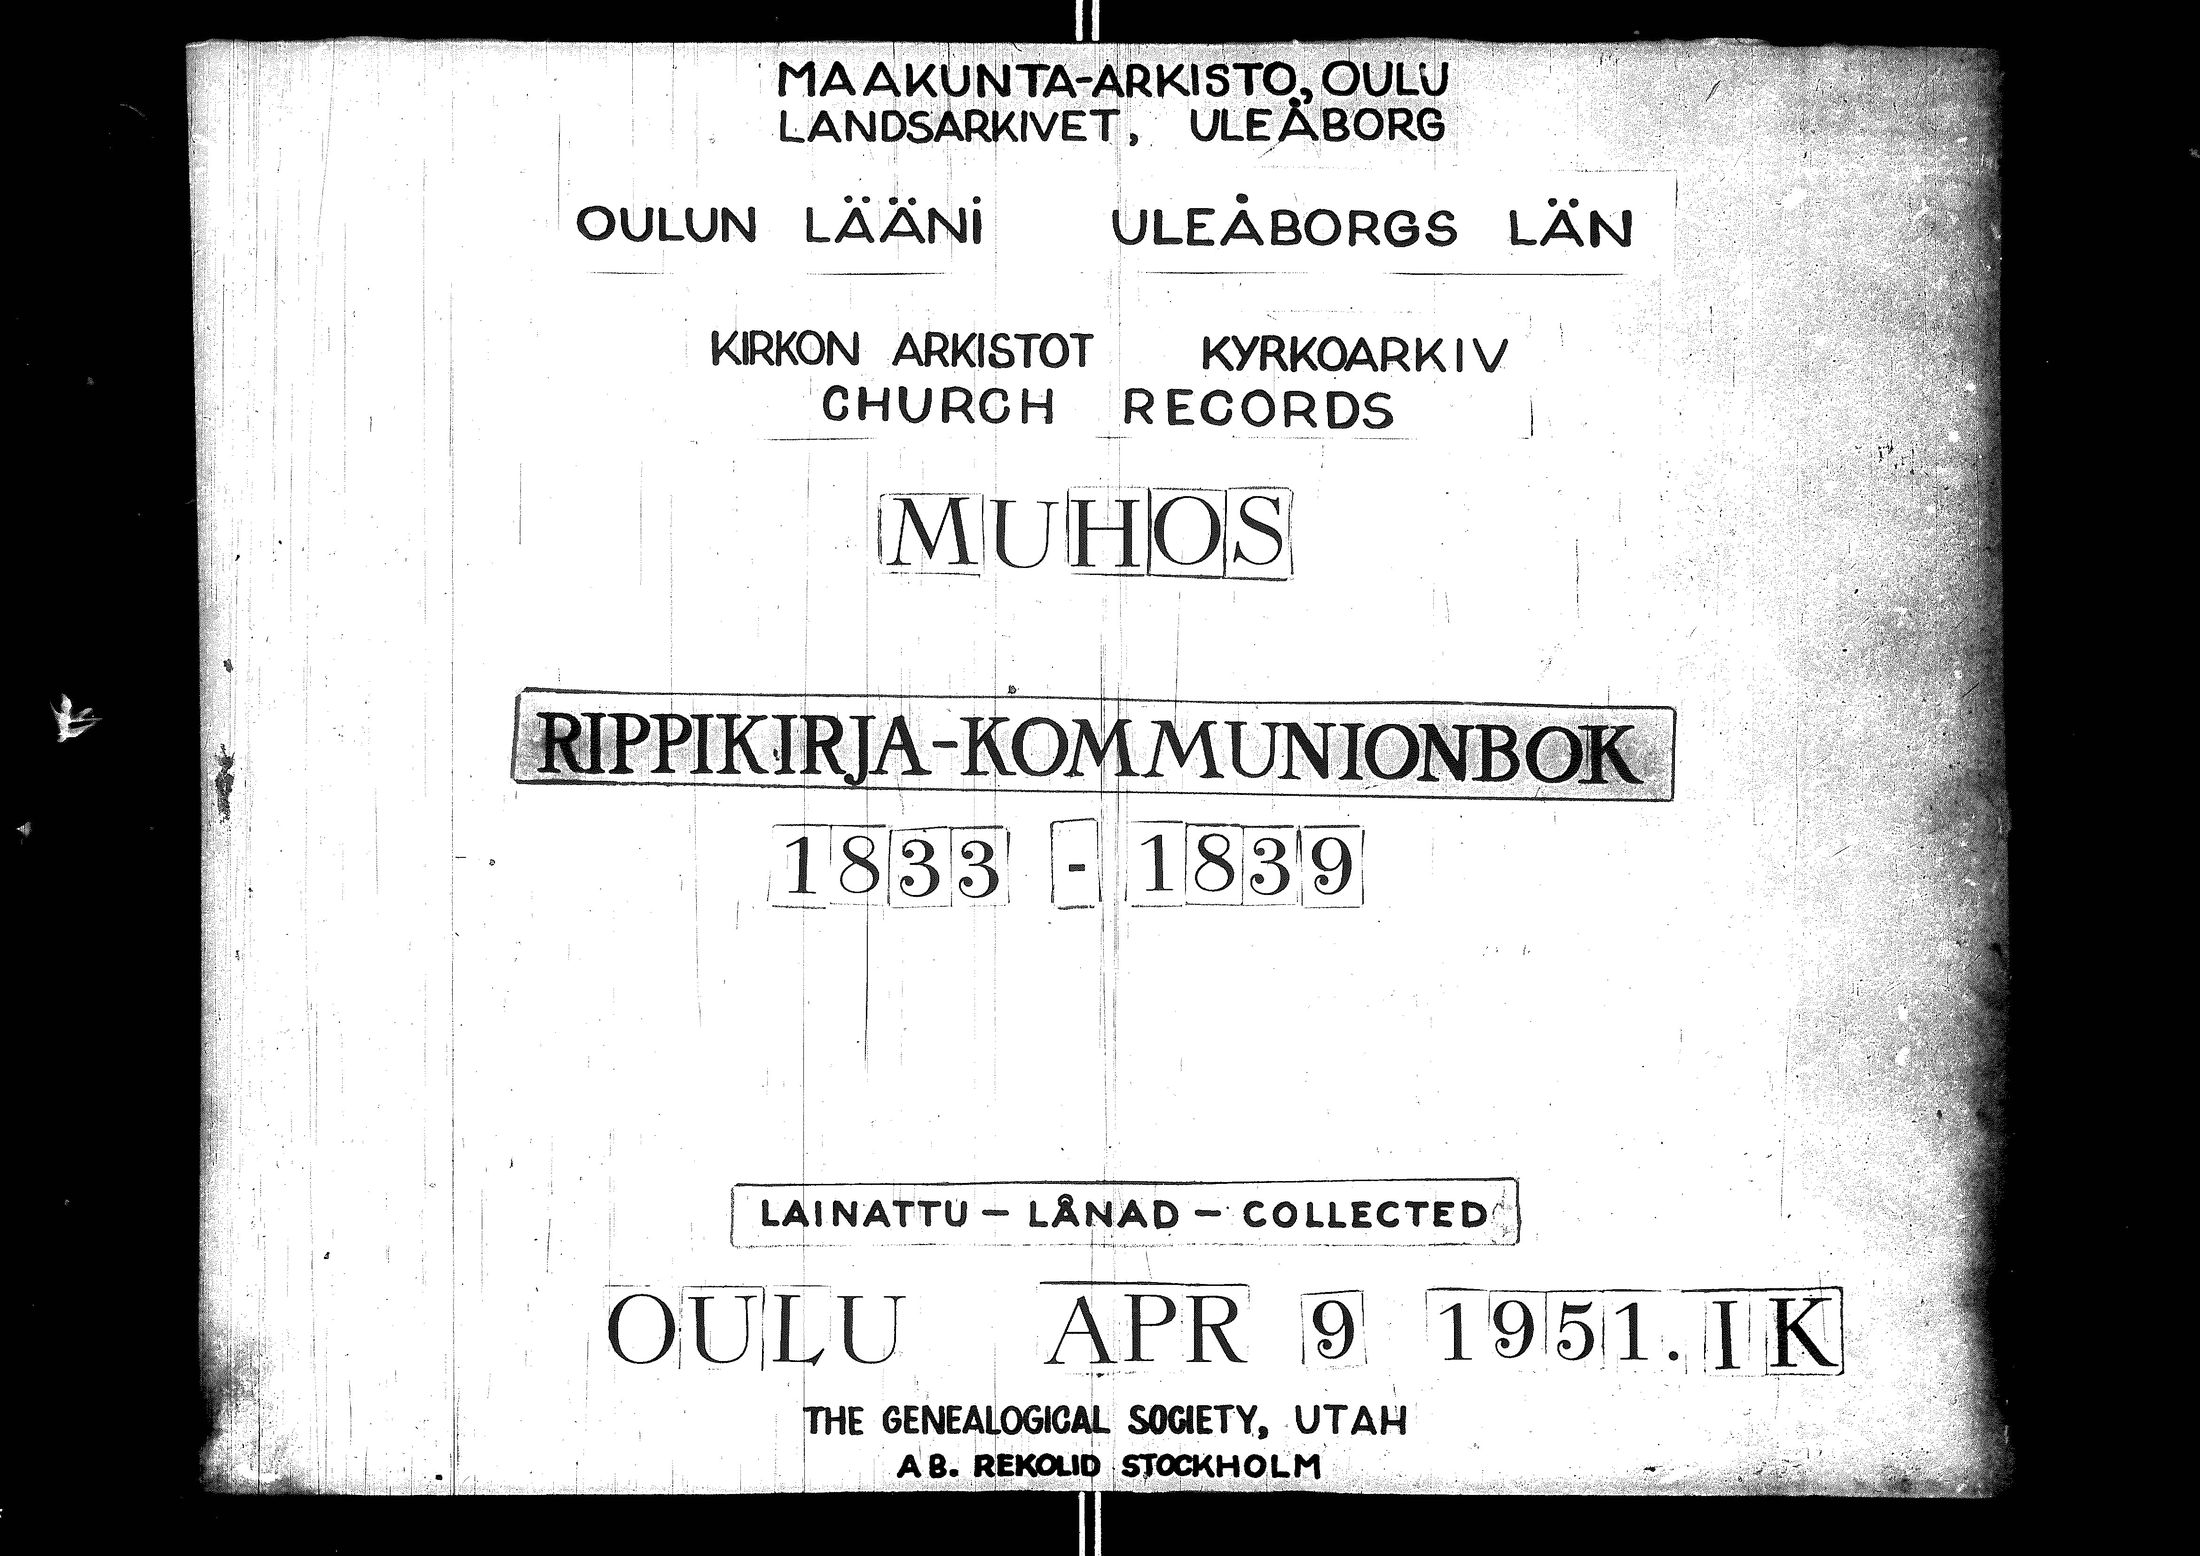 MAAKUNTA-ARKISTO, OULU
LANDSARKIVET, ULEÅBORG
OULUN LÄÄNI ULEÅBORGS LÄN
KIRKON ARKISTOT KYRKOARKIV
CHURCH RECORDS
MUHOS
RIPPIKIRJA-KOMMUNIONBOK
1833 - 1839
LAINATTU - LÅNAD - COLLECTED
OULU APR 9 1951. IK
THE GENEALOGICAL SOCIETY, UTAH
AB. REKOLID STOCKHOLM